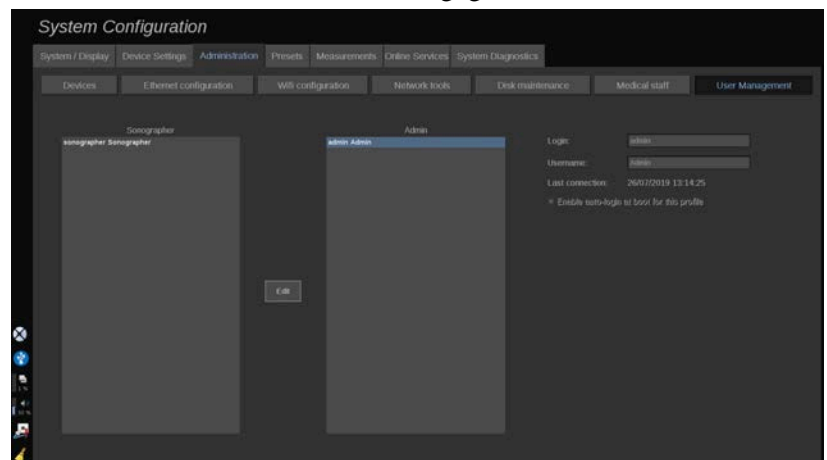 System Configuration
System / Display Device Settings Administration Presets Measurements Online Services System Diagnostics
Devices Ethernet configuration Wifi configuration Network tools Disk maintenance Medical staff User Management
Sonographer Admin
sonographer Sonographer admin Admin
Login: admin
Username: Admin
Last connection: 26/07/2019 13:14:25
Enable auto-login at boot for this profile
Edit